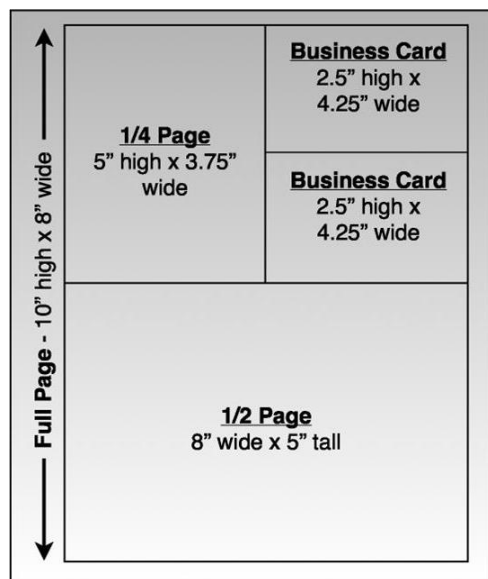 Full Page - 10” high x 8” wide
1/4 Page
5” high x 3.75”
wide
Business Card
2.5” high x
4.25” wide
Business Card
2.5” high x
4.25” wide
1/2 Page
8” wide x 5” tall